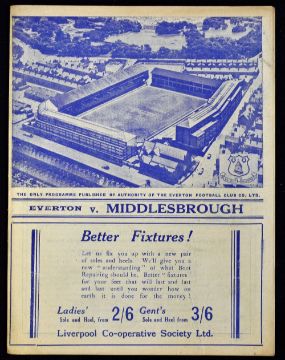 THE ONLY PROGRAMME PUBLISHED BY AUTHORITY OF THE EVERTON FOOTBALL CLUB CO. LTD.
EVERTON v. MIDDLESBROUGH
Better Fixtures!
Let us fix you up with a new pair
of soles and heels. We'll give you a
new "understanding" of what Boot
Repairing should be. Better "fixtures"
for your feet that will last and last
and last until you wonder how on
earth it is done for the money!
Ladies' 2/6 Gent's 3/6
Sole and Heel, from Sole and Heel, from
Liverpool Co-operative Society Ltd.